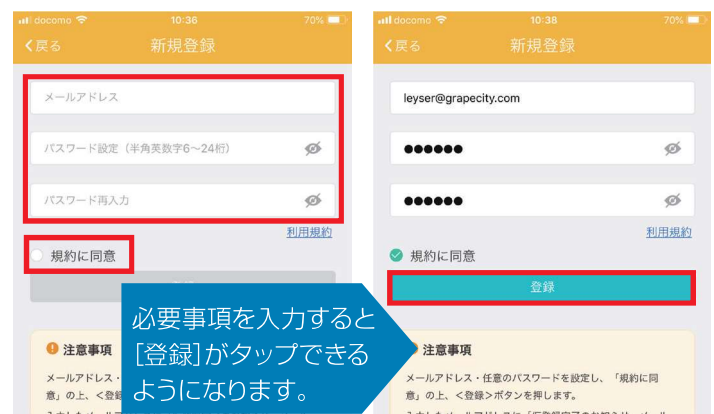 docomo
10:36
70%
戻る
新規登録
メールアドレス
パスワード設定（半角英数字6〜24桁）
パスワード再入力
利用規約
規約に同意
注意事項
メールアドレス・
意」の上、<登録
docomo
10:38
70%
戻る
新規登録
leyser@grapecity.com
利用規約
規約に同意
登録
注意事項
メールアドレス・任意のパスワードを設定し、「規約に同
意」の上、<登録>ボタンを押します。
必要事項を入力すると
[登録]がタップできる
ようになります。